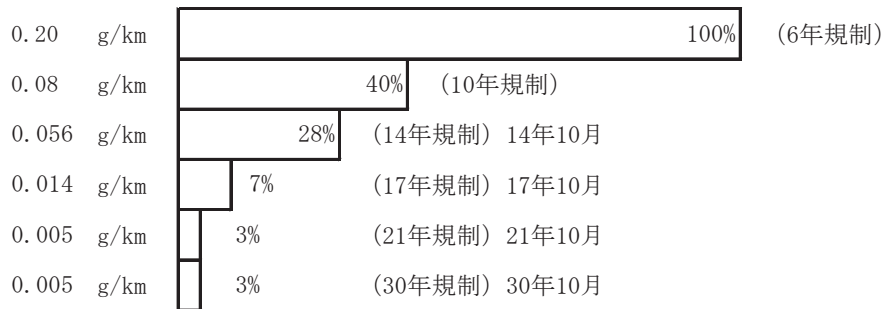 0.20 g/km 100% (6年規制)
0.08 g/km 40% (10年規制)
0.056 g/km 28% (14年規制) 14年10月
0.014 g/km 7% (17年規制) 17年10月
0.005 g/km 3% (21年規制) 21年10月
0.005 g/km 3% (30年規制) 30年10月